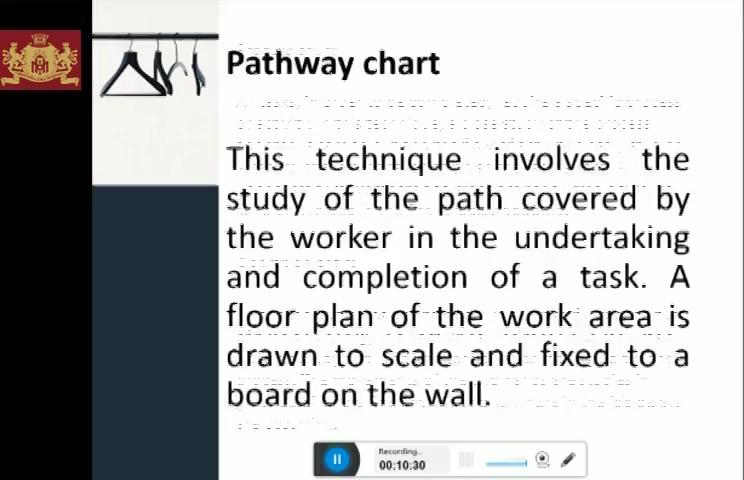 Pathway chart
This technique involves the
study of the path covered by
the worker in the undertaking
and completion of a task. A
floor plan of the work area is
drawn to scale and fixed to a
board on the wall.
Recording...
00:10:30